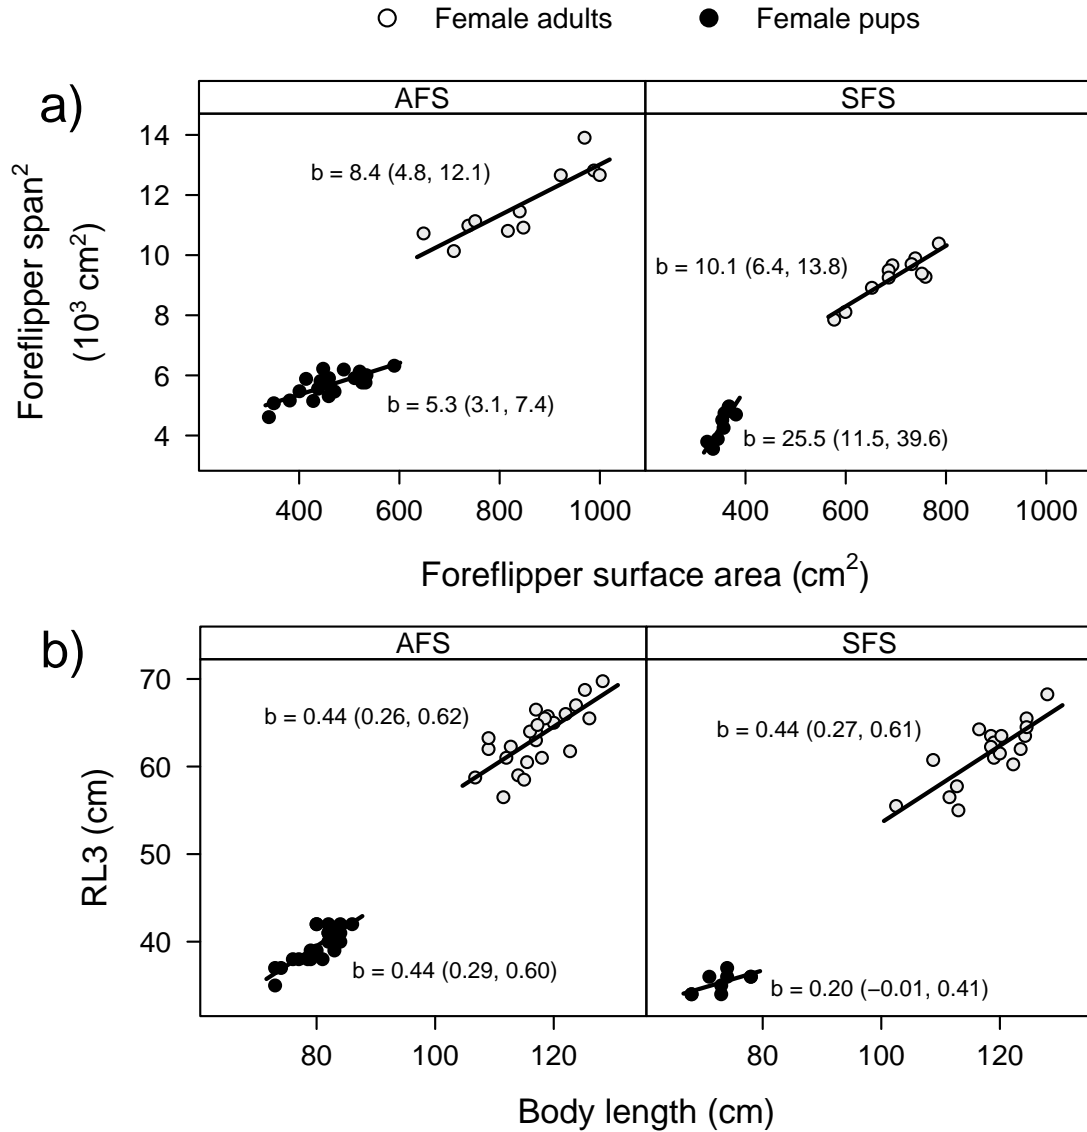 Female adults Female pups
a)
AFS SFS
Foreflipper span²
(10³ cm²)
14
12
10
8
6
4
b = 8.4 (4.8, 12.1)
b = 5.3 (3.1, 7.4)
b = 10.1 (6.4, 13.8)
b = 25.5 (11.5, 39.6)
400 600 800 1000 400 600 800 1000
Foreflipper surface area (cm²)
b)
AFS SFS
RL3 (cm)
70
60
50
40
b = 0.44 (0.26, 0.62)
b = 0.44 (0.29, 0.60)
b = 0.44 (0.27, 0.61)
b = 0.20 (−0.01, 0.41)
80 100 120 80 100 120
Body length (cm)